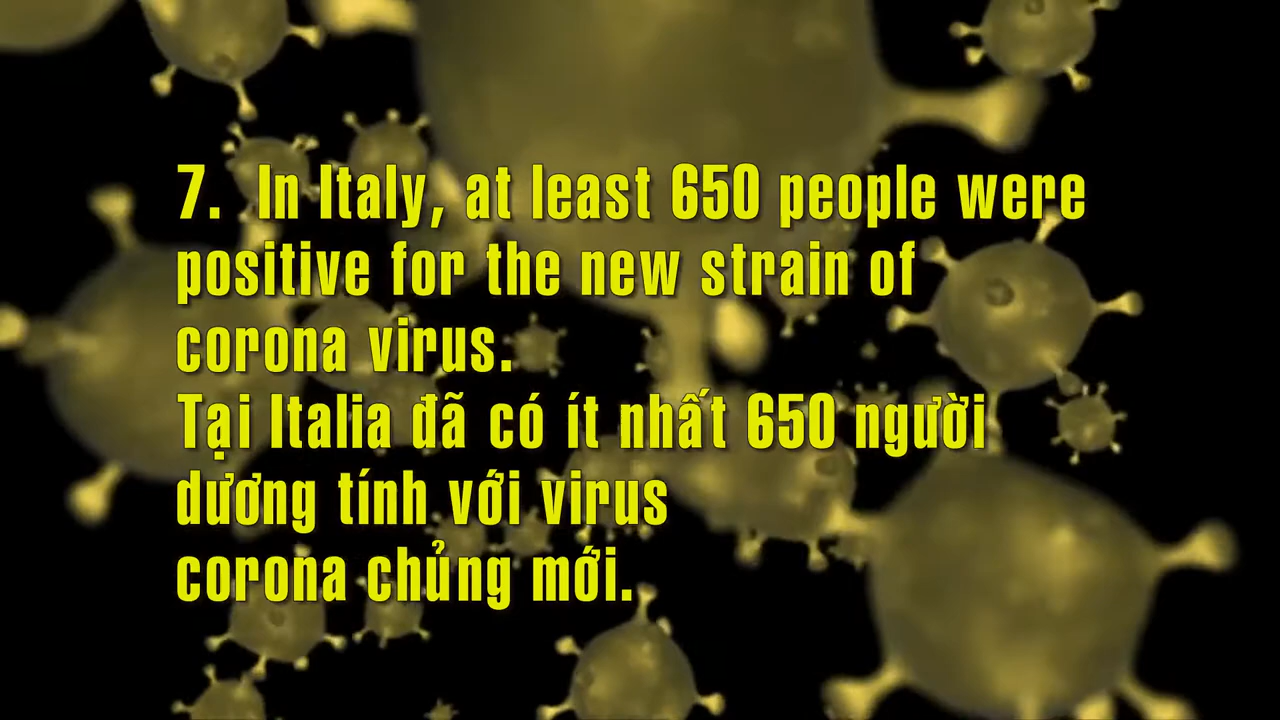 7. In Italy, at least 650 people were
positive for the new strain of
corona virus.
Tại Italia đã có ít nhất 650 người
dương tính với virus
corona chủng mới.